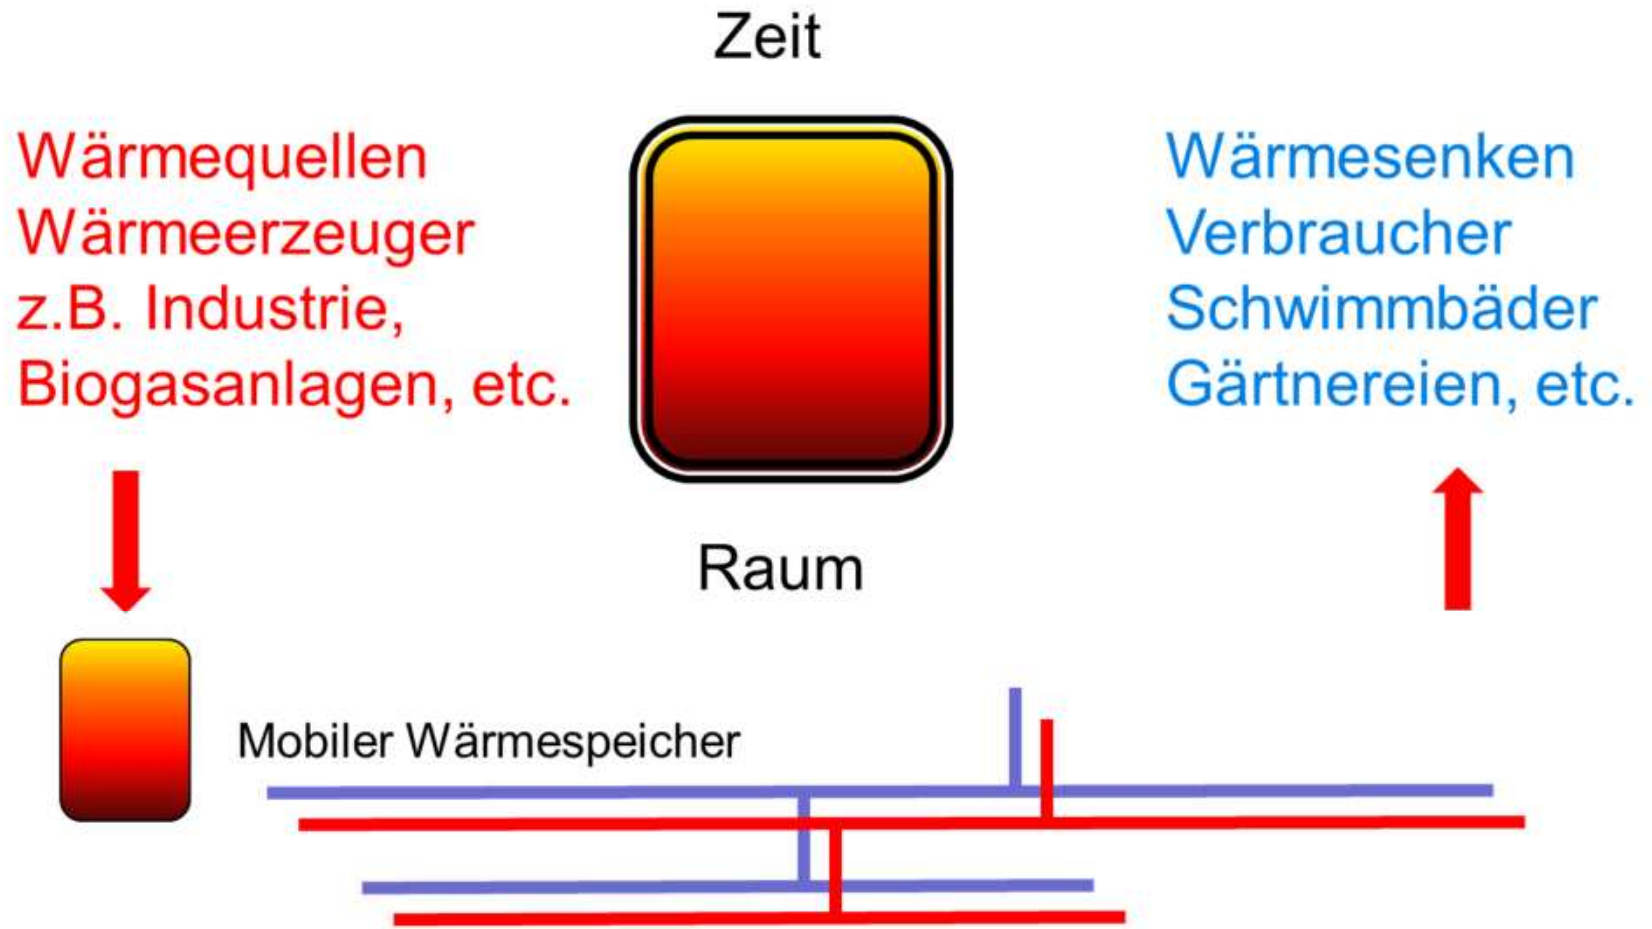 Zeit
Wärmequellen
Wärmeerzeuger
z.B. Industrie,
Biogasanlagen, etc.
Wärmesenken
Verbraucher
Schwimmbäder
Gärtnereien, etc.
Raum
Mobiler Wärmespeicher